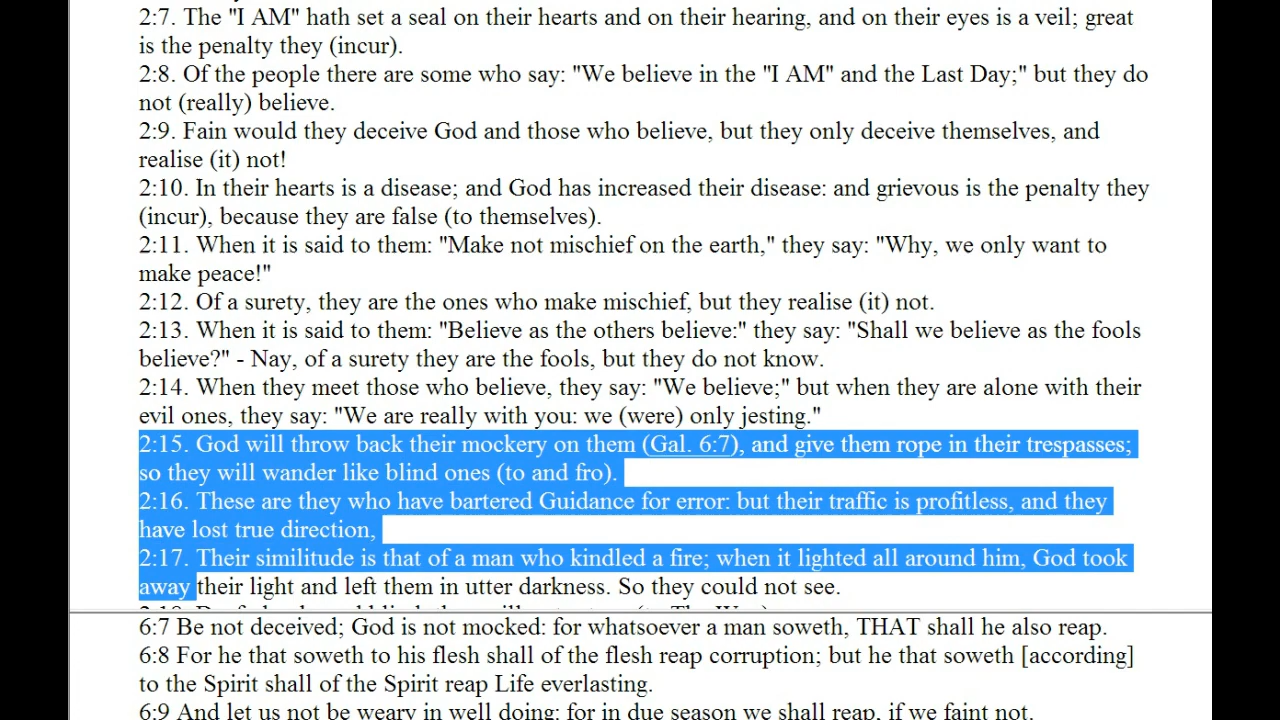 2:7. The "I AM" hath set a seal on their hearts and on their hearing, and on their eyes is a veil; great
is the penalty they (incur).
2:8. Of the people there are some who say: "We believe in the "I AM" and the Last Day;" but they do
not (really) believe.
2:9. Fain would they deceive God and those who believe, but they only deceive themselves, and
realise (it) not!
2:10. In their hearts is a disease; and God has increased their disease: and grievous is the penalty they
(incur), because they are false (to themselves).
2:11. When it is said to them: "Make not mischief on the earth," they say: "Why, we only want to
make peace!"
2:12. Of a surety, they are the ones who make mischief, but they realise (it) not.
2:13. When it is said to them: "Believe as the others believe:" they say: "Shall we believe as the fools
believe?" - Nay, of a surety they are the fools, but they do not know.
2:14. When they meet those who believe, they say: "We believe;" but when they are alone with their
evil ones, they say: "We are really with you: we (were) only jesting."
2:15. God will throw back their mockery on them (Gal. 6:7), and give them rope in their trespasses;
so they will wander like blind ones (to and fro).
2:16. These are they who have bartered Guidance for error: but their traffic is profitless, and they
have lost true direction,
2:17. Their similitude is that of a man who kindled a fire; when it lighted all around him, God took
away their light and left them in utter darkness. So they could not see.
6:7 Be not deceived; God is not mocked: for whatsoever a man soweth, THAT shall he also reap.
6:8 For he that soweth to his flesh shall of the flesh reap corruption; but he that soweth [according]
to the Spirit shall of the Spirit reap Life everlasting.
6:9 And let us not be weary in well doing: for in due season we shall reap, if we faint not.